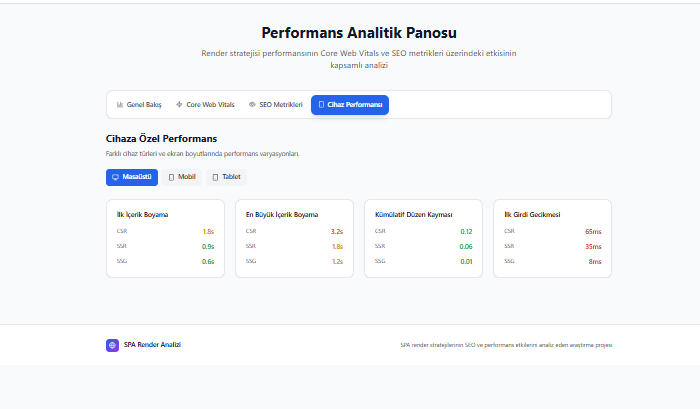 Performans Analitik Panosu
Render stratejisi performansının Core Web Vitals ve SEO metrikleri üzerindeki etkisinin
kapsamlı analizi
Genel Bakış
Core Web Vitals
SEO Metrikleri
Cihaz Performansı
Cihaza Özel Performans
Farklı cihaz türleri ve ekran boyutlarında performans varyasyonları.
Masaüstü
Mobil
Tablet
İlk İçerik Boyama
CSR 1.8s
SSR 0.9s
SSG 0.6s
En Büyük İçerik Boyama
CSR 3.2s
SSR 1.8s
SSG 1.2s
Kümülatif Düzen Kayması
CSR 0.12
SSR 0.06
SSG 0.01
İlk Girdi Gecikmesi
CSR 65ms
SSR 35ms
SSG 8ms
SPA Render Analizi
SPA render stratejilerinin SEO ve performans etkilerini analiz eden araştırma projesi